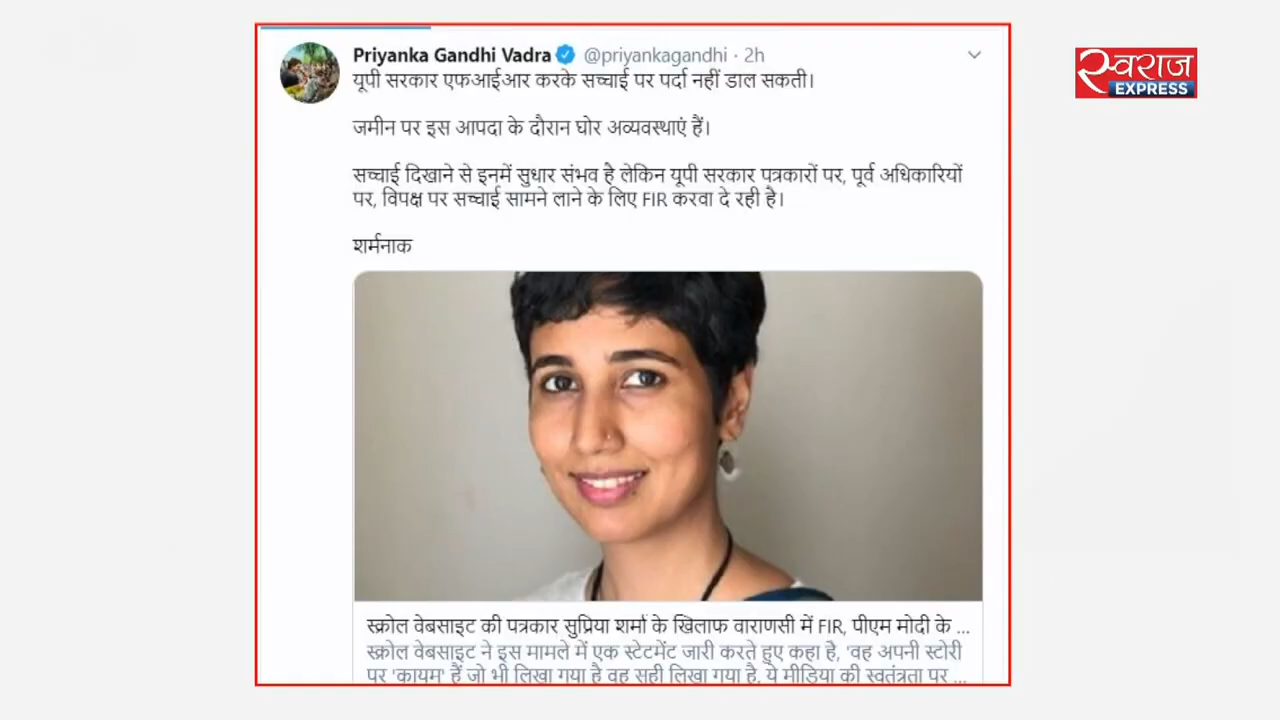 Priyanka Gandhi Vadra @priyankagandhi · 2h
यूपी सरकार एफआईआर करके सच्चाई पर पर्दा नहीं डाल सकती।
जमीन पर इस आपदा के दौरान घोर अव्यवस्थाएं हैं।
सच्चाई दिखाने से इनमें सुधार संभव है लेकिन यूपी सरकार पत्रकारों पर, पूर्व अधिकारियों
पर, विपक्ष पर सच्चाई सामने लाने के लिए FIR करवा दे रही है।
शर्मनाक
स्क्रोल वेबसाइट की पत्रकार सुप्रिया शर्मा के खिलाफ वाराणसी में FIR, पीएम मोदी के ...
स्क्रोल वेबसाइट ने इस मामले में एक स्टेटमेंट जारी करते हुए कहा है, 'वह अपनी स्टोरी
पर 'कायम' हैं जो भी लिखा गया है वह सही लिखा गया है. ये मीडिया की स्वतंत्रता पर ...
स्वराज
EXPRESS